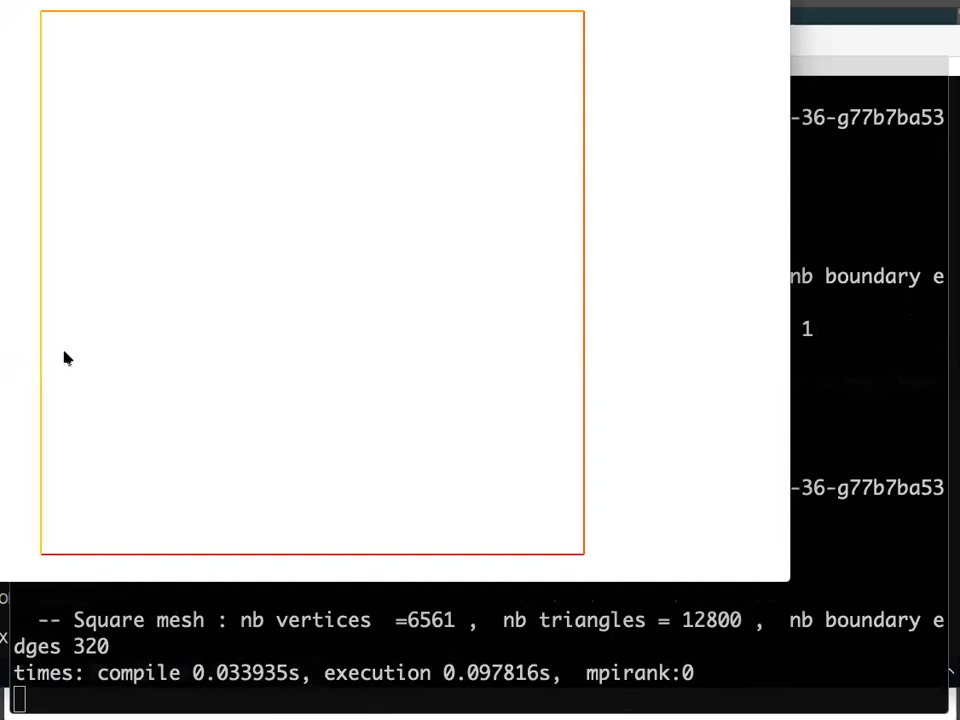 -36-g77b7ba53
nb boundary e
1
-36-g77b7ba53
-- Square mesh : nb vertices  =6561 ,  nb triangles = 12800 ,  nb boundary e
dges 320
times: compile 0.033935s, execution 0.097816s,  mpirank:0